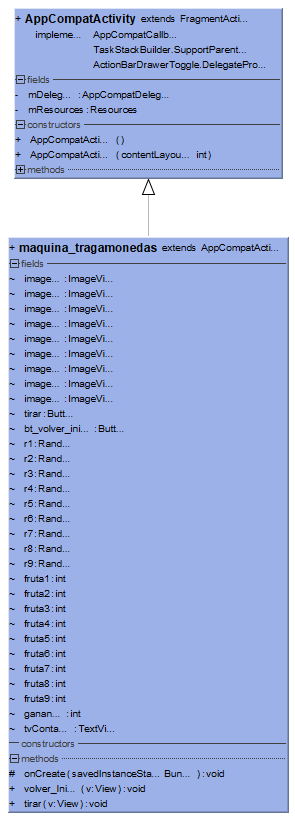 + AppCompatActivity extends FragmentActi...
impleme... AppCompatCallb...
TaskStackBuilder.SupportParent...
ActionBarDrawerToggle.DelegatePro...
fields
- mDeleg... :AppCompatDeleg...
- mResources:Resources
constructors
+ AppCompatActi... ()
+ AppCompatActi... (contentLayou... int)
methods
+ maquina_tragamonedas extends AppCompatActi...
fields
~ image... :ImageVi...
~ image... :ImageVi...
~ image... :ImageVi...
~ image... :ImageVi...
~ image... :ImageVi...
~ image... :ImageVi...
~ image... :ImageVi...
~ image... :ImageVi...
~ image... :ImageVi...
~ tirar:Butt...
~ bt_volver_ini... :Butt...
~ r1:Rand...
~ r2:Rand...
~ r3:Rand...
~ r4:Rand...
~ r5:Rand...
~ r6:Rand...
~ r7:Rand...
~ r8:Rand...
~ r9:Rand...
~ fruta1:int
~ fruta2:int
~ fruta3:int
~ fruta4:int
~ fruta5:int
~ fruta6:int
~ fruta7:int
~ fruta8:int
~ fruta9:int
~ ganan... :int
~ tvConta... :TextVi...
constructors
methods
# onCreate(savedInstanceSta... Bun... ):void
+ volver_Ini... (v:View):void
+ tirar(v:View):void